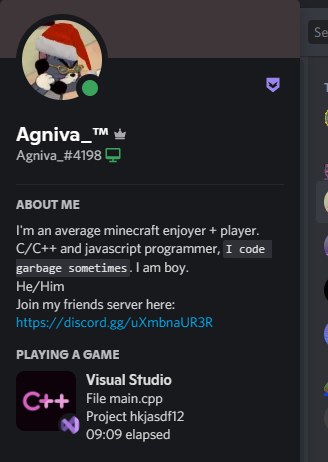 Se
Agniva_™
Agniva_#4198
ABOUT ME
I'm an average minecraft enjoyer + player.
C/C++ and javascript programmer, I code
garbage sometimes. I am boy.
He/Him
Join my friends server here:
https://discord.gg/uXmbnaUR3R
PLAYING A GAME
C++
Visual Studio
File main.cpp
Project hkjasdf12
09:09 elapsed